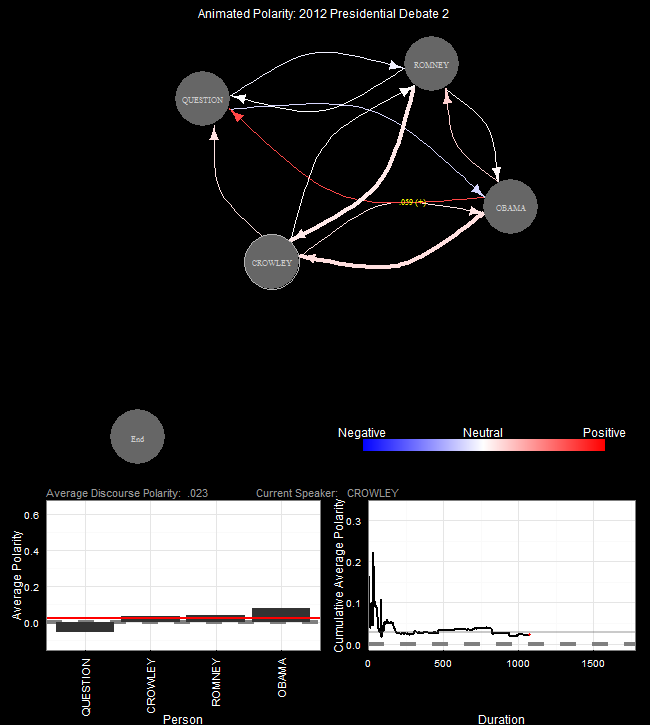 Animated Polarity: 2012 Presidential Debate 2
ROMNEY
QUESTION
.059 (+)
OBAMA
CROWLEY
End
Negative Neutral Positive
Average Discourse Polarity: .023 Current Speaker: CROWLEY
Average Polarity
0.6
0.4
0.2
0.0
QUESTION
CROWLEY
ROMNEY
OBAMA
Person
Cumulative Average Polarity
0.3
0.2
0.1
0.0
0 500 1000 1500
Duration